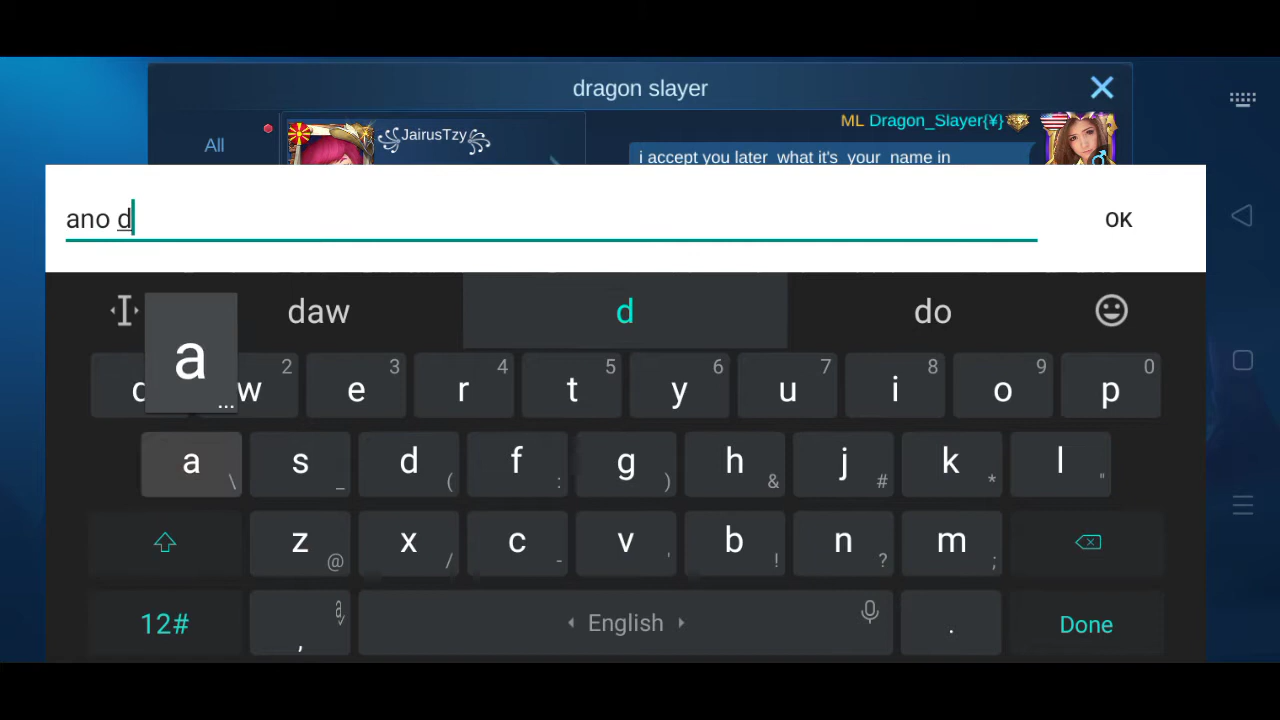 dragon slayer
ML Dragon_Slayer{¥}
JairusTzy
All
i accept you later what it's your name in
ano d
OK
daw d do
a
...
2 3 4 5 6 7 8 9 0
w e r t y u i o p
a s d f g h j k l
\ _ ( : ) & # * "
z x c v b n m
@ / - ' ! ? ;
12# , English . Done